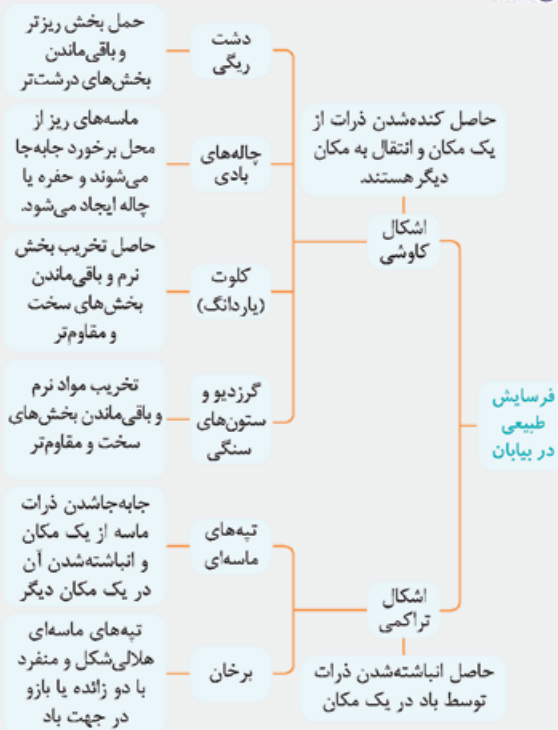 فرسایش
طبیعی
در بیابان
حاصل کنده‌شدن ذرات از
یک مکان و انتقال به مکان
دیگر هستند.
اشکال
کاوشی
دشت
ریگی
حمل بخش ریزتر
و باقی‌ماندن
بخش‌های درشت‌تر
چاله‌های
بادی
ماسه‌های ریز از
محل برخورد جابه‌جا
می‌شوند و حفره یا
چاله ایجاد می‌شود.
کلوت
(یاردانگ)
حاصل تخریب بخش
نرم و باقی‌ماندن
بخش‌های سخت
و مقاوم‌تر
گرزدیو و
ستون‌های
سنگی
تخریب مواد نرم
و باقی‌ماندن بخش‌های
سخت و مقاوم‌تر
اشکال
تراکمی
حاصل انباشته‌شدن ذرات
توسط باد در یک مکان
تپه‌های
ماسه‌ای
جابه‌جاشدن ذرات
ماسه از یک مکان
و انباشته‌شدن آن
در یک مکان دیگر
برخان
تپه‌های ماسه‌ای
هلالی‌شکل و منفرد
با دو زائده یا بازو
در جهت باد